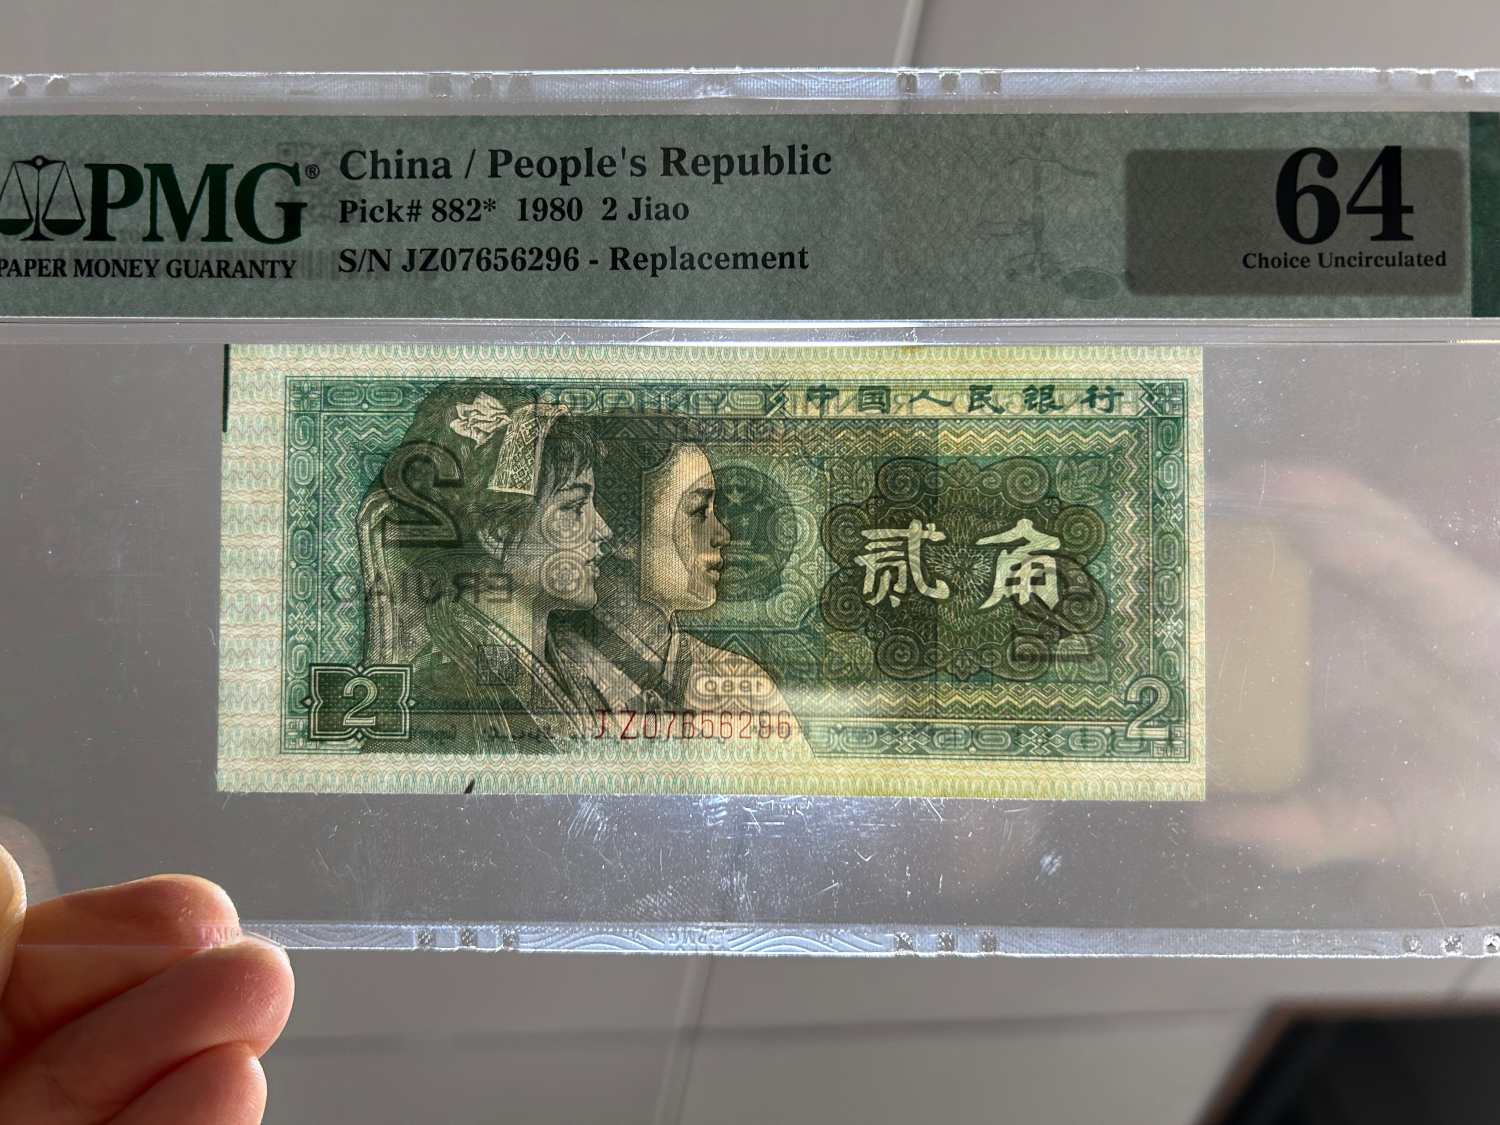 PMG®
PAPER MONEY GUARANTY
China / People's Republic
Pick# 882* 1980 2 Jiao
S/N JZ07656296 - Replacement
64
Choice Uncirculated
中国人民银行
贰角
2
2
JZ07656296